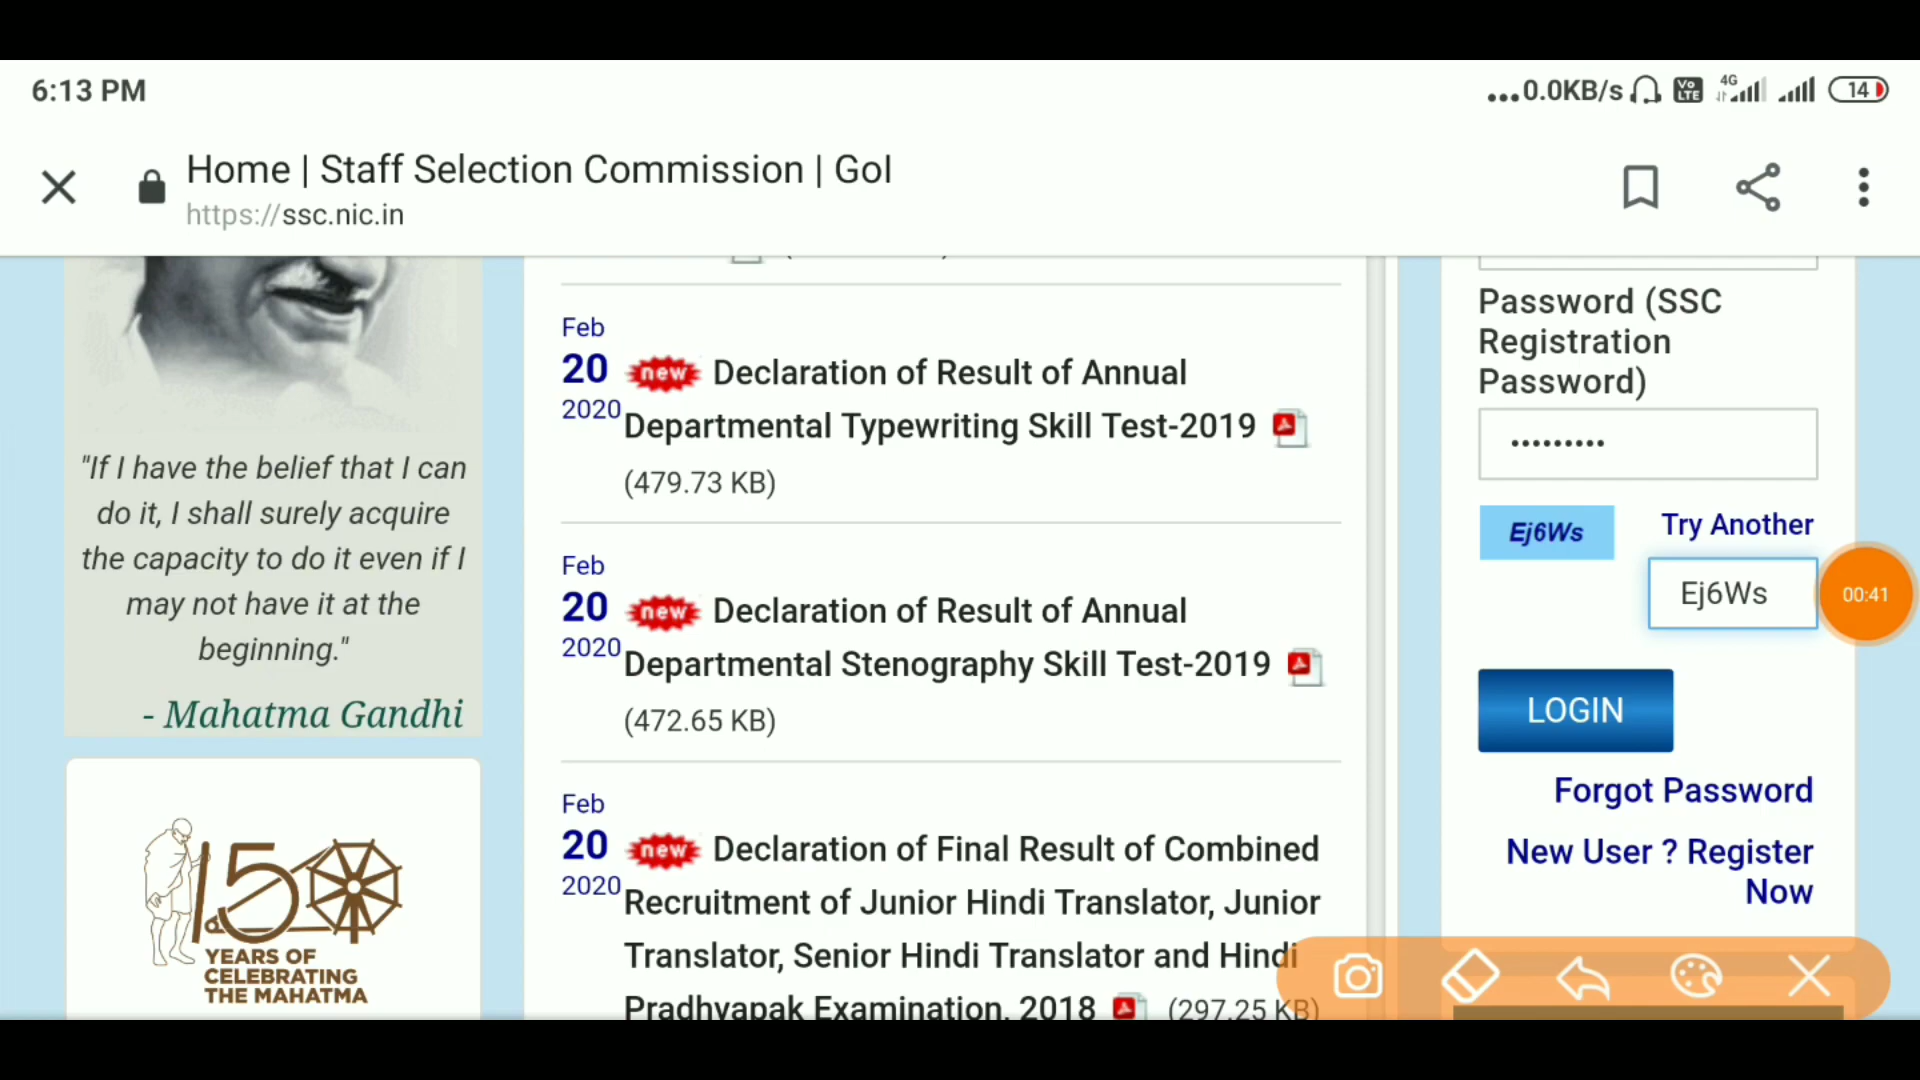 6:13 PM
...0.0KB/s Vo LTE 4G 14
Home | Staff Selection Commission | GoI
https://ssc.nic.in
"If I have the belief that I can
do it, I shall surely acquire
the capacity to do it even if I
may not have it at the
beginning."
- Mahatma Gandhi
150
YEARS OF
CELEBRATING
THE MAHATMA
Feb
20
2020
new Declaration of Result of Annual
Departmental Typewriting Skill Test-2019
(479.73 KB)
Feb
20
2020
new Declaration of Result of Annual
Departmental Stenography Skill Test-2019
(472.65 KB)
Feb
20
2020
new Declaration of Final Result of Combined
Recruitment of Junior Hindi Translator, Junior
Translator, Senior Hindi Translator and Hindi
Pradhyapak Examination, 2018 (297.25 KB)
Password (SSC
Registration
Password)
•••••••••
Ej6Ws
Try Another
Ej6Ws
00:41
LOGIN
Forgot Password
New User ? Register
Now